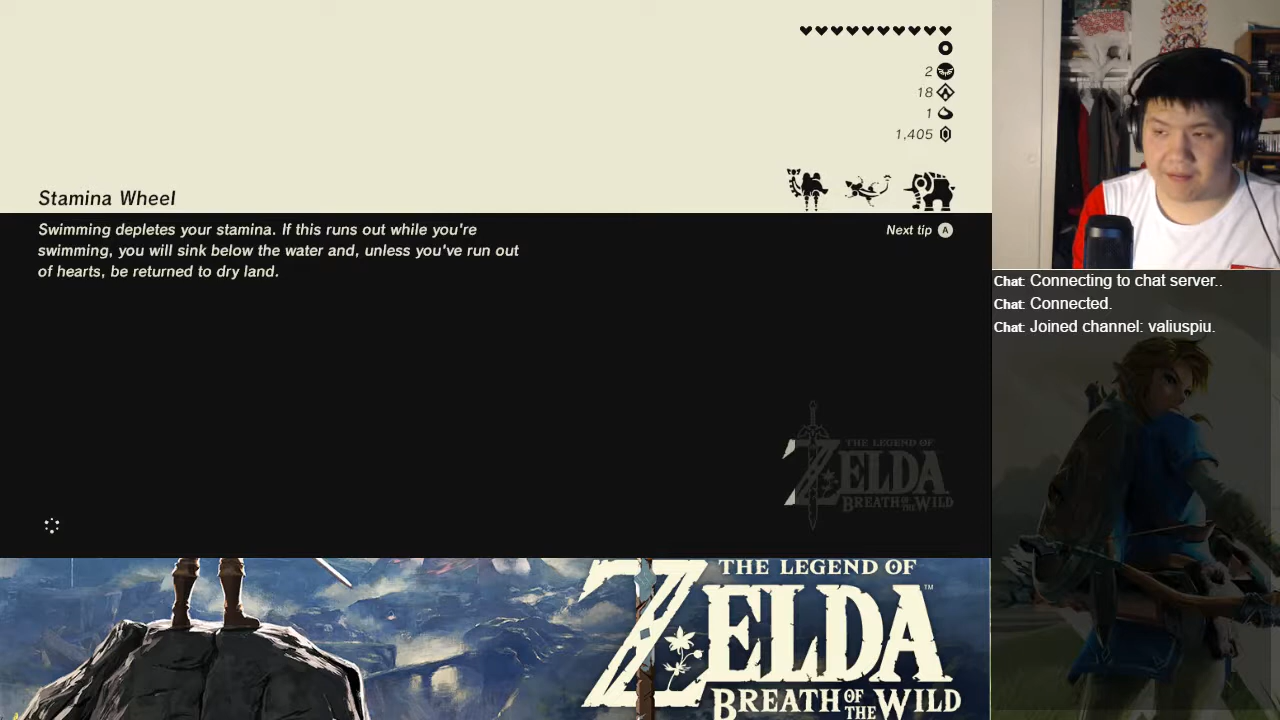 2
18
1
1,405
Stamina Wheel
Swimming depletes your stamina. If this runs out while you're
swimming, you will sink below the water and, unless you've run out
of hearts, be returned to dry land.
Next tip A
THE LEGEND OF
ZELDA
BREATH OF THE WILD
Chat: Connecting to chat server..
Chat: Connected.
Chat: Joined channel: valiuspiu.
THE LEGEND OF
ZELDA™
BREATH OF THE WILD